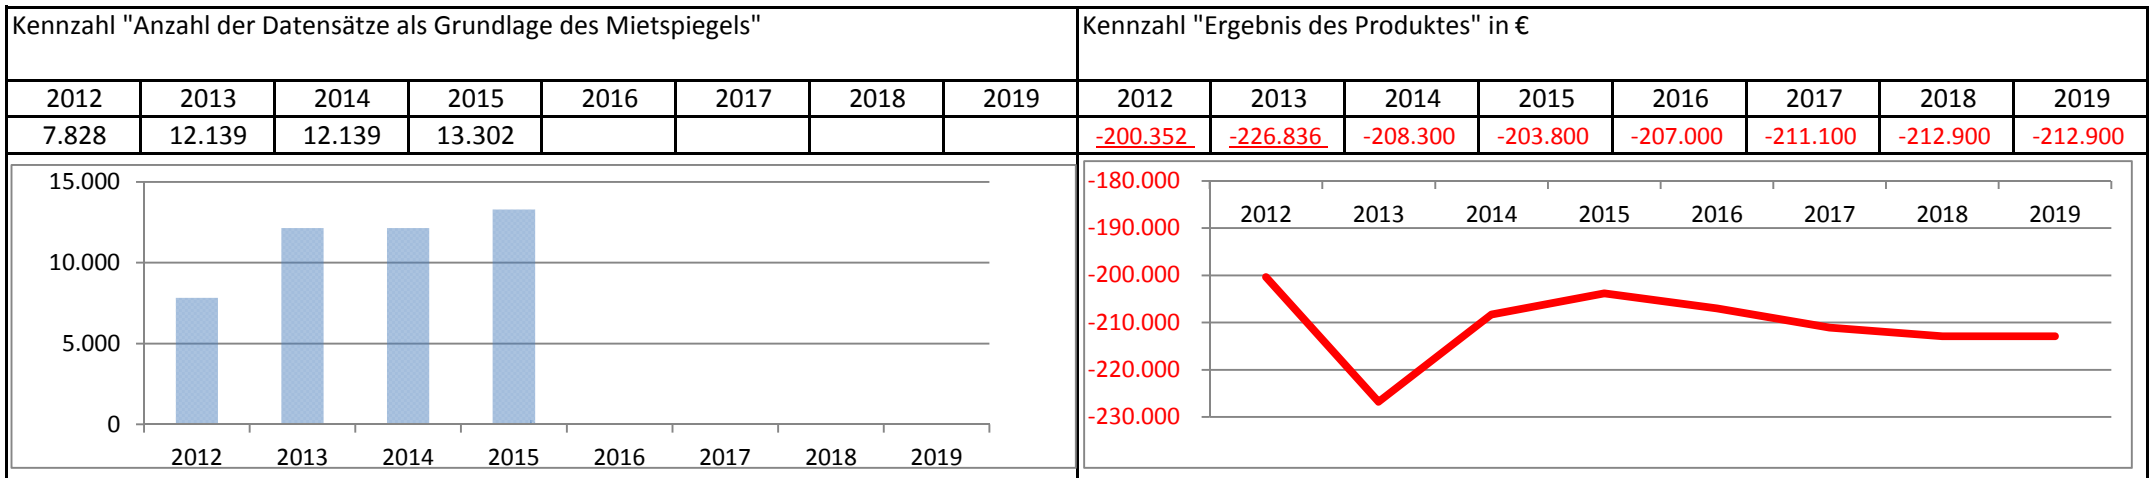 Kennzahl "Anzahl der Datensätze als Grundlage des Mietspiegels"
2012 2013 2014 2015 2016 2017 2018 2019
7.828 12.139 12.139 13.302
15.000
10.000
5.000
0
2012 2013 2014 2015 2016 2017 2018 2019
Kennzahl "Ergebnis des Produktes" in €
2012 2013 2014 2015 2016 2017 2018 2019
-200.352 -226.836 -208.300 -203.800 -207.000 -211.100 -212.900 -212.900
-180.000
2012 2013 2014 2015 2016 2017 2018 2019
-190.000
-200.000
-210.000
-220.000
-230.000